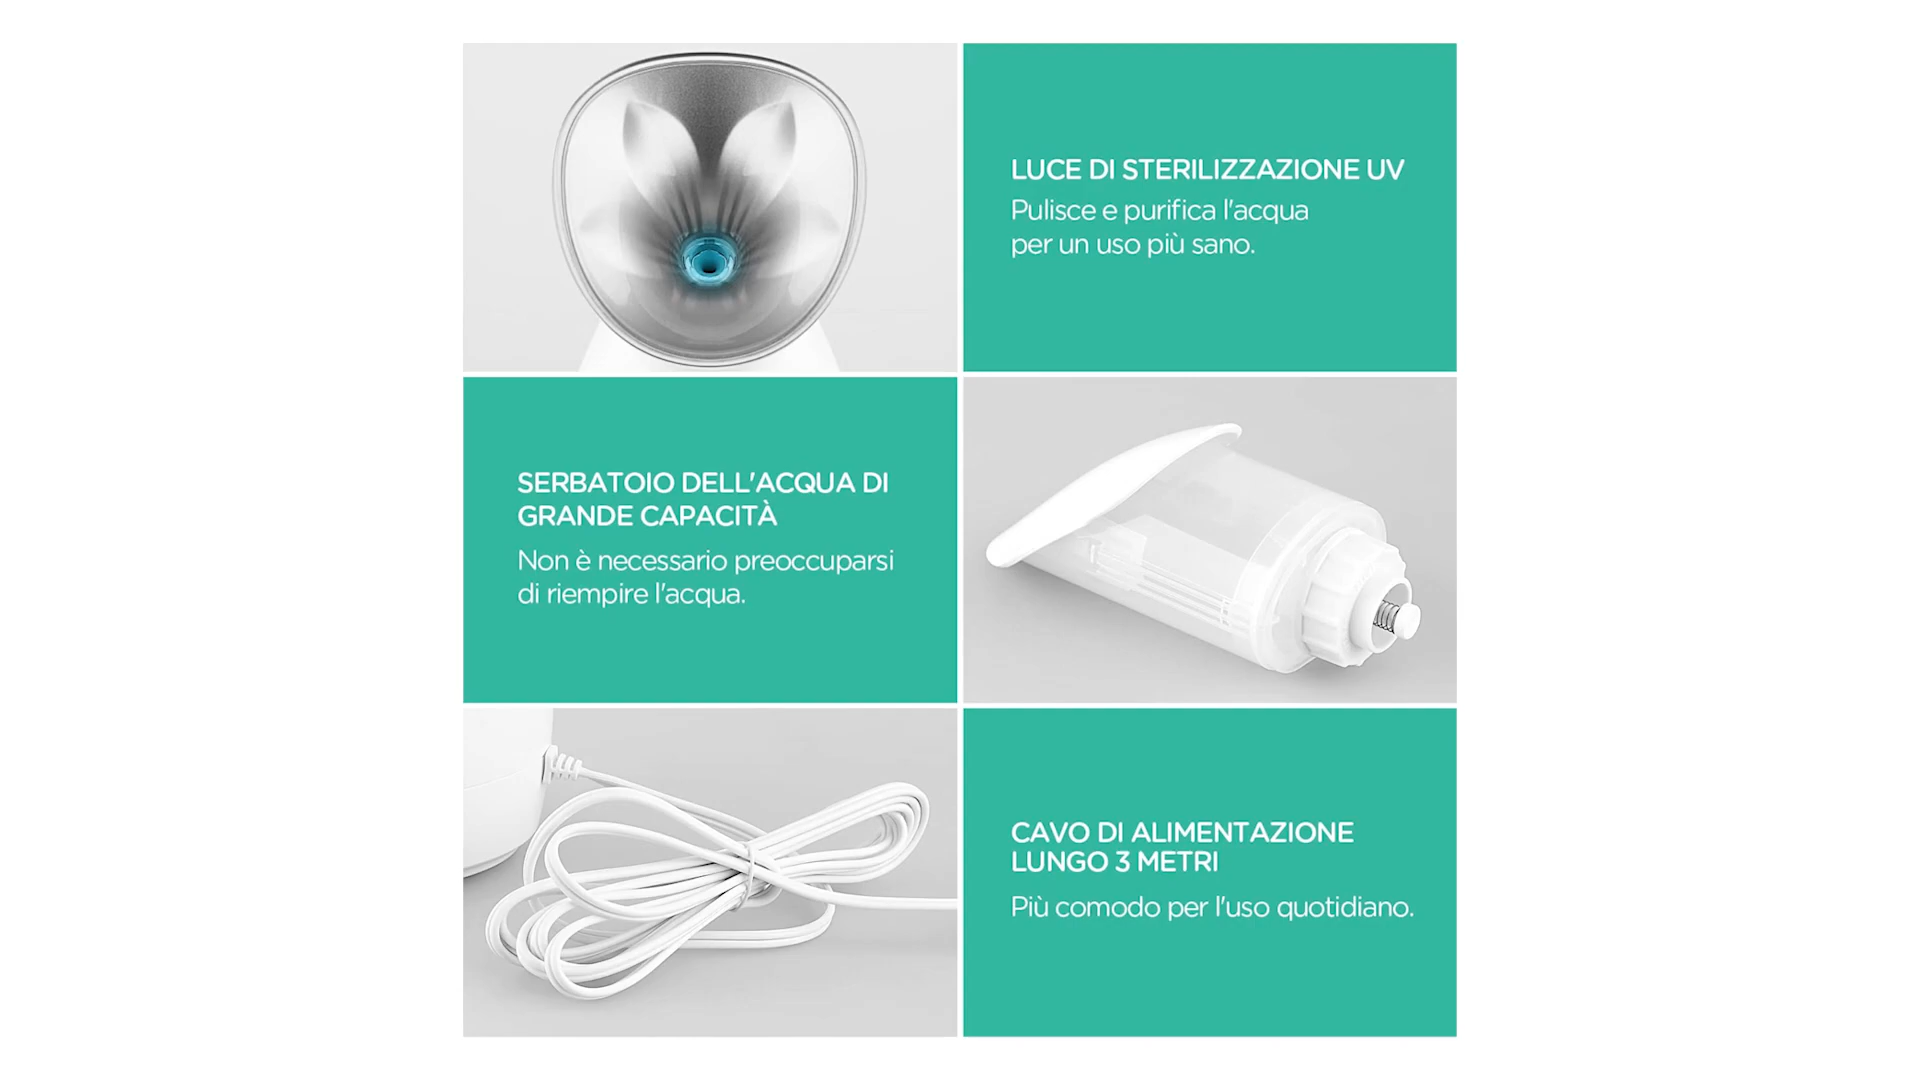 LUCE DI STERILIZZAZIONE UV
Pulisce e purifica l'acqua
per un uso più sano.
SERBATOIO DELL'ACQUA DI
GRANDE CAPACITÀ
Non è necessario preoccuparsi
di riempire l'acqua.
CAVO DI ALIMENTAZIONE
LUNGO 3 METRI
Più comodo per l'uso quotidiano.